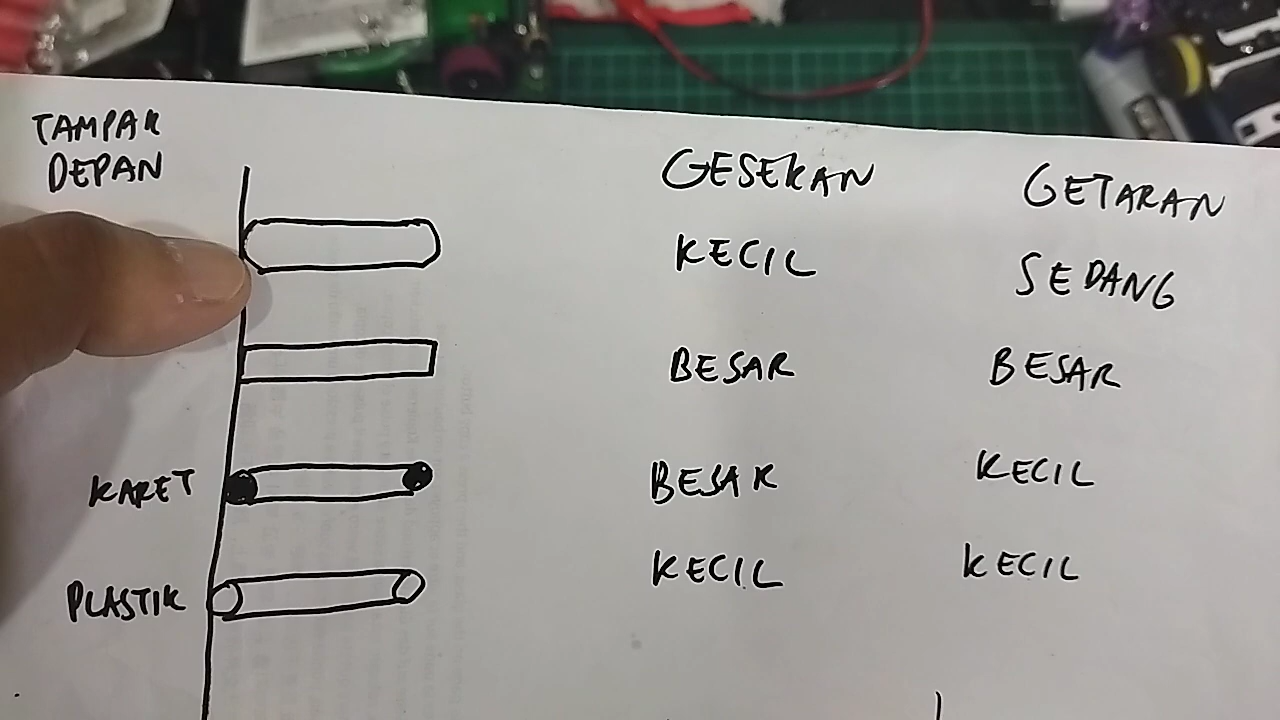 TAMPAK
DEPAN
GESEKAN GETARAN
KECIL SEDANG
BESAR BESAR
KARET BESAR KECIL
PLASTIK KECIL KECIL